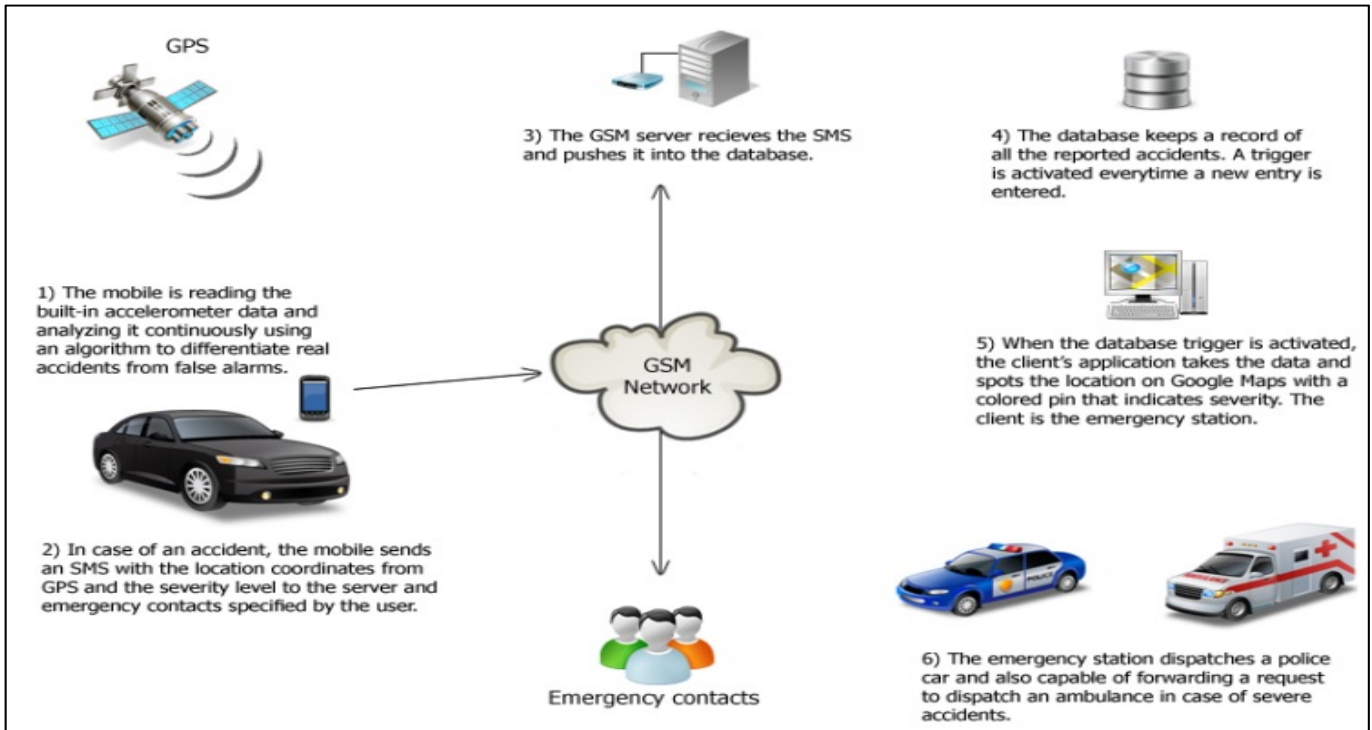 GPS
3) The GSM server recieves the SMS
and pushes it into the database.
4) The database keeps a record of
all the reported accidents. A trigger
is activated everytime a new entry is
entered.
1) The mobile is reading the
built-in accelerometer data and
analyzing it continuously using
an algorithm to differentiate real
accidents from false alarms.
GSM
Network
5) When the database trigger is activated,
the client's application takes the data and
spots the location on Google Maps with a
colored pin that indicates severity. The
client is the emergency station.
2) In case of an accident, the mobile sends
an SMS with the location coordinates from
GPS and the severity level to the server and
emergency contacts specified by the user.
Emergency contacts
POLICE
AMBULANCE
6) The emergency station dispatches a police
car and also capable of forwarding a request
to dispatch an ambulance in case of severe
accidents.